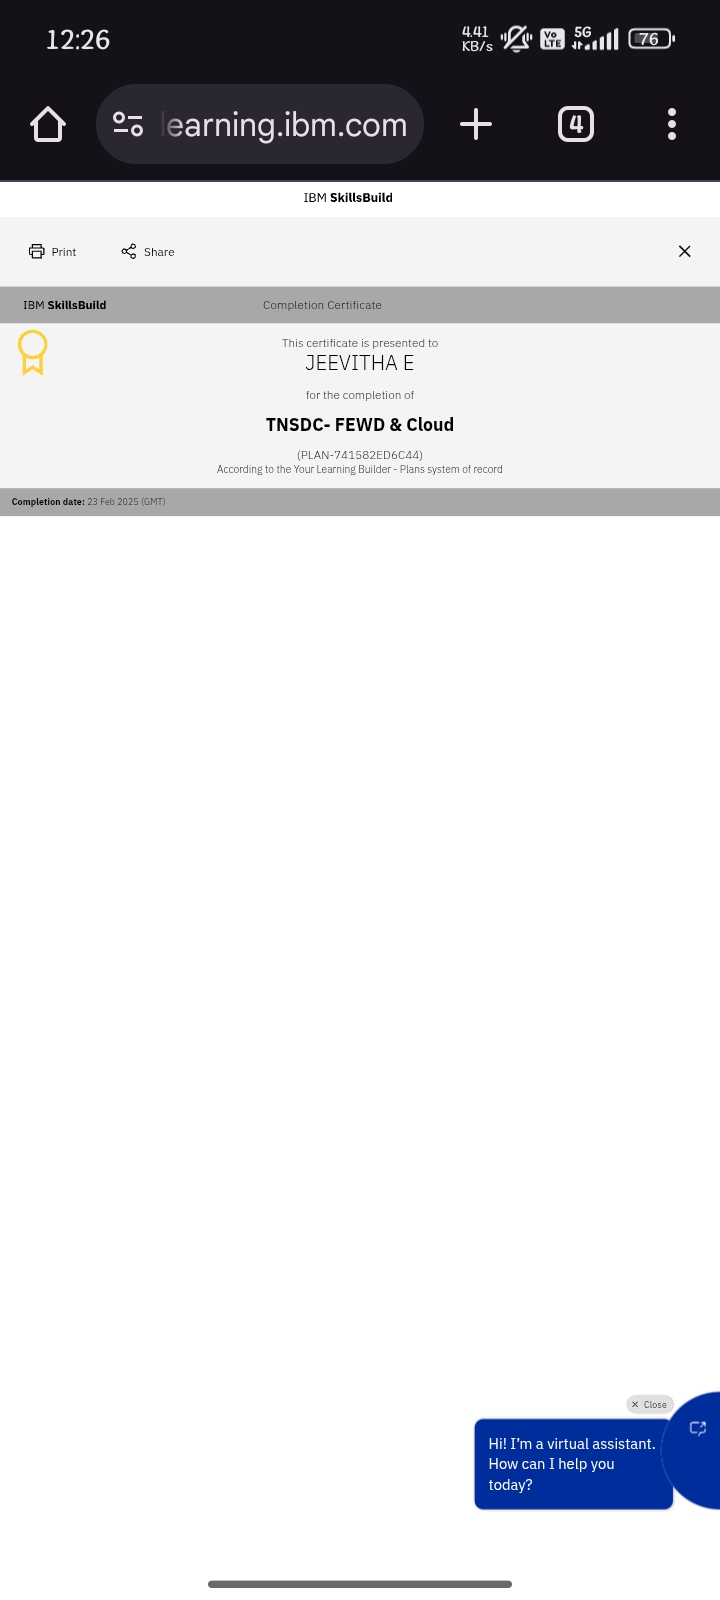 12:26
4.41
KB/s
Vo
LTE
5G
76
learning.ibm.com
4
IBM SkillsBuild
Print
Share
IBM SkillsBuild
Completion Certificate
This certificate is presented to
JEEVITHA E
for the completion of
TNSDC- FEWD & Cloud
(PLAN-741582ED6C44)
According to the Your Learning Builder - Plans system of record
Completion date: 23 Feb 2025 (GMT)
Close
Hi! I'm a virtual assistant.
How can I help you
today?